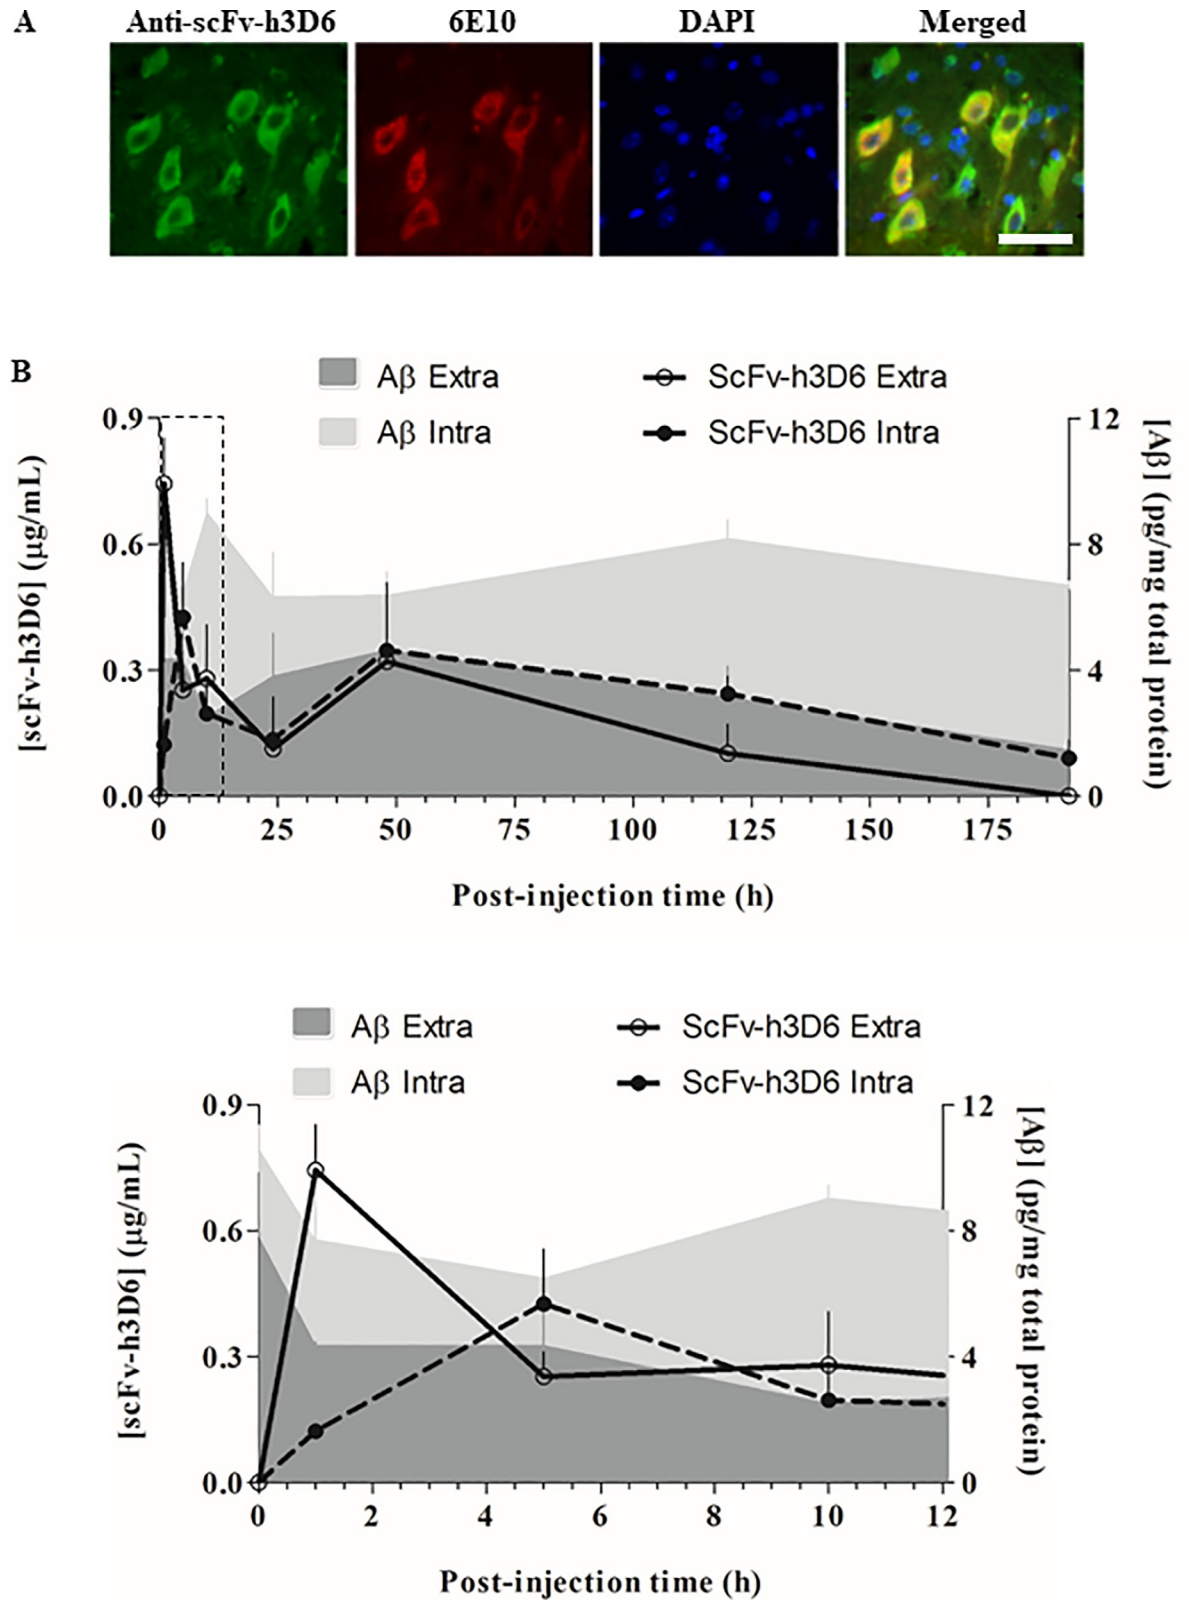 A
Anti-scFv-h3D6 6E10 DAPI Merged
B
Aβ Extra ScFv-h3D6 Extra
Aβ Intra ScFv-h3D6 Intra
0.9
0.6
0.3
0.0
[scFv-h3D6] (µg/mL)
12
8
4
0
[Aβ] (pg/mg total protein)
0 25 50 75 100 125 150 175
Post-injection time (h)
Aβ Extra ScFv-h3D6 Extra
Aβ Intra ScFv-h3D6 Intra
0.9
0.6
0.3
0.0
[scFv-h3D6] (µg/mL)
12
8
4
0
[Aβ] (pg/mg total protein)
0 2 4 6 8 10 12
Post-injection time (h)